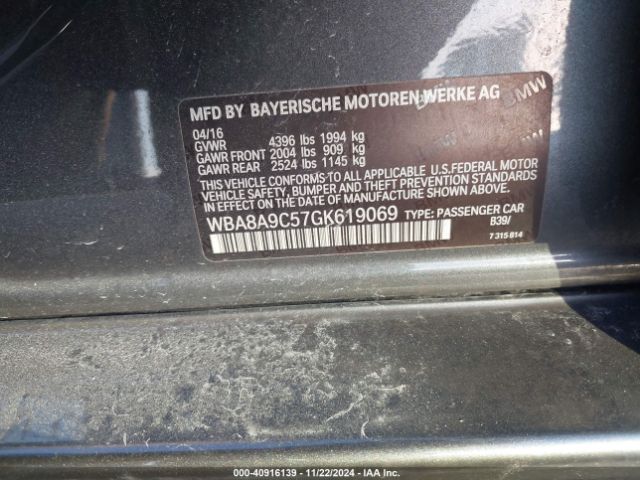 MFD BY BAYERISCHE MOTOREN WERKE AG
04/16
GVWR 4396 lbs 1994 kg
GAWR FRONT 2004 lbs 909 kg
GAWR REAR 2524 lbs 1145 kg
THIS VEHICLE CONFORMS TO ALL APPLICABLE U.S.FEDERAL MOTOR
VEHICLE SAFETY, BUMPER AND THEFT PREVENTION STANDARDS
IN EFFECT ON THE DATE OF MANUFACTURE SHOWN ABOVE.
WBA8A9C57GK619069 TYPE: PASSENGER CAR
B39/
7 315 814
BMW
000-40916139 - 11/22/2024 - IAA Inc.